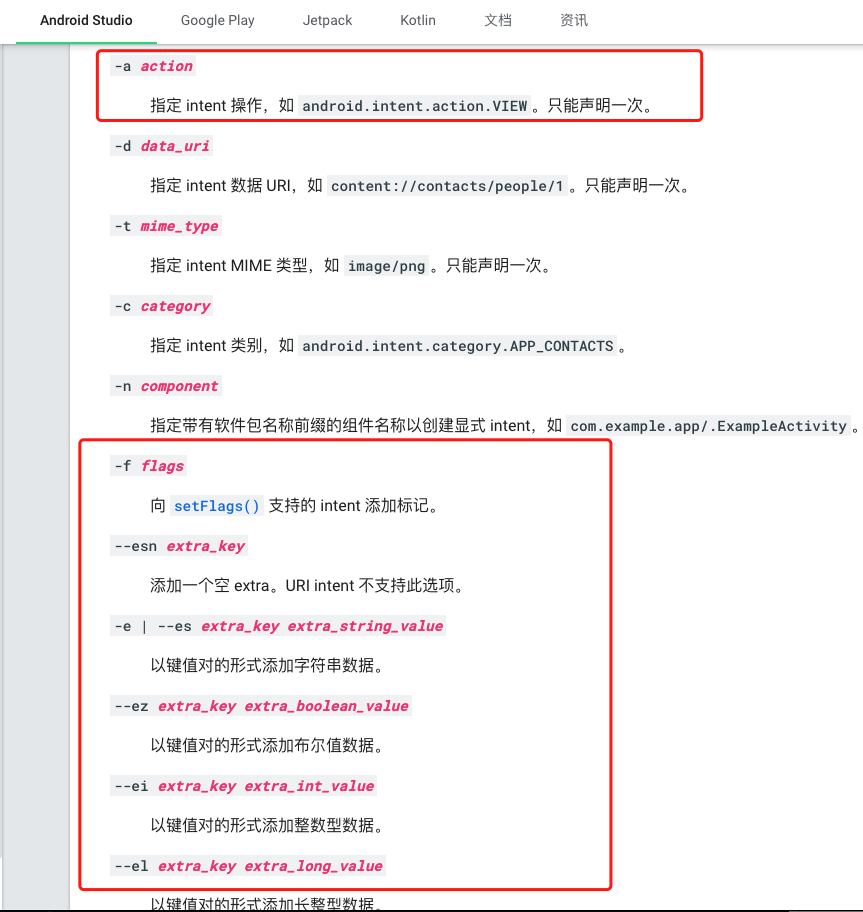 Android Studio Google Play Jetpack Kotlin 文档 资讯
-a action
指定 intent 操作，如 android.intent.action.VIEW。只能声明一次。
-d data_uri
指定 intent 数据 URI，如 content://contacts/people/1。只能声明一次。
-t mime_type
指定 intent MIME 类型，如 image/png。只能声明一次。
-c category
指定 intent 类别，如 android.intent.category.APP_CONTACTS。
-n component
指定带有软件包名称前缀的组件名称以创建显式 intent，如 com.example.app/.ExampleActivity。
-f flags
向 setFlags() 支持的 intent 添加标记。
--esn extra_key
添加一个空 extra。URI intent 不支持此选项。
-e | --es extra_key extra_string_value
以键值对的形式添加字符串数据。
--ez extra_key extra_boolean_value
以键值对的形式添加布尔值数据。
--ei extra_key extra_int_value
以键值对的形式添加整数型数据。
--el extra_key extra_long_value
以键值对的形式添加长整型数据。